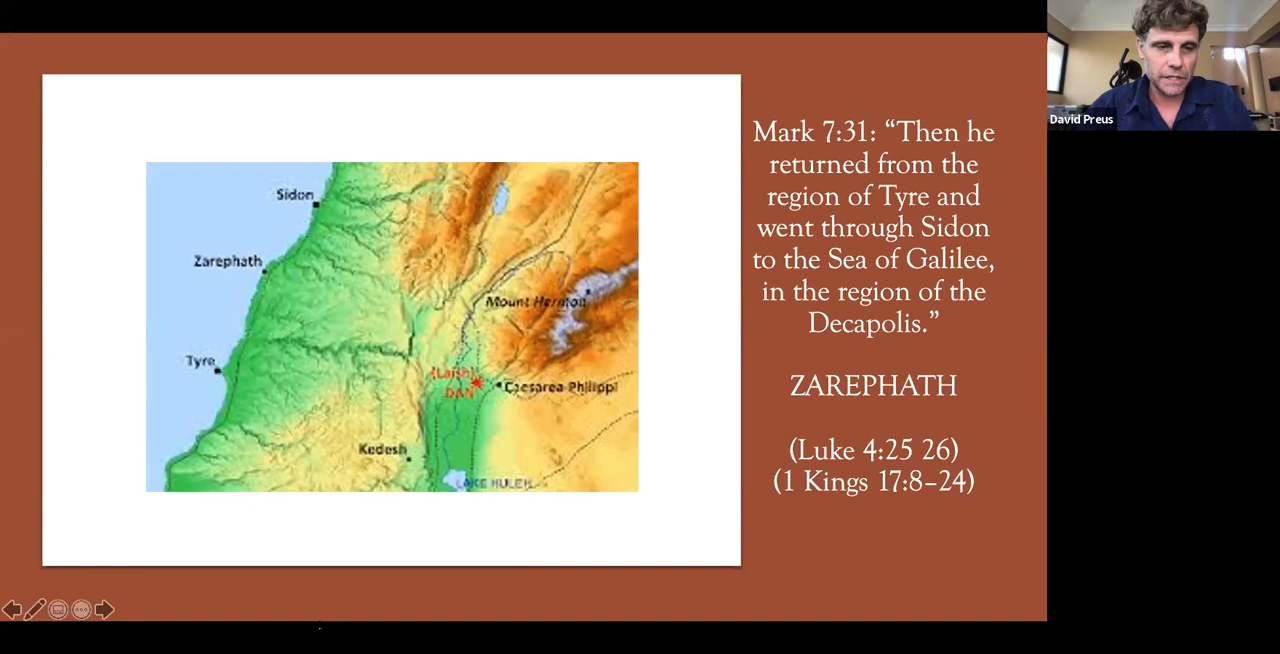 Sidon
Zarephath
Mount Hermon
Tyre
(Laish)
DAN
Caesarea Philippi
Kedesh
LAKE HULEH
Mark 7:31: “Then he
returned from the
region of Tyre and
went through Sidon
to the Sea of Galilee,
in the region of the
Decapolis.”
ZAREPHATH
(Luke 4:25 26)
(1 Kings 17:8–24)
David Preus